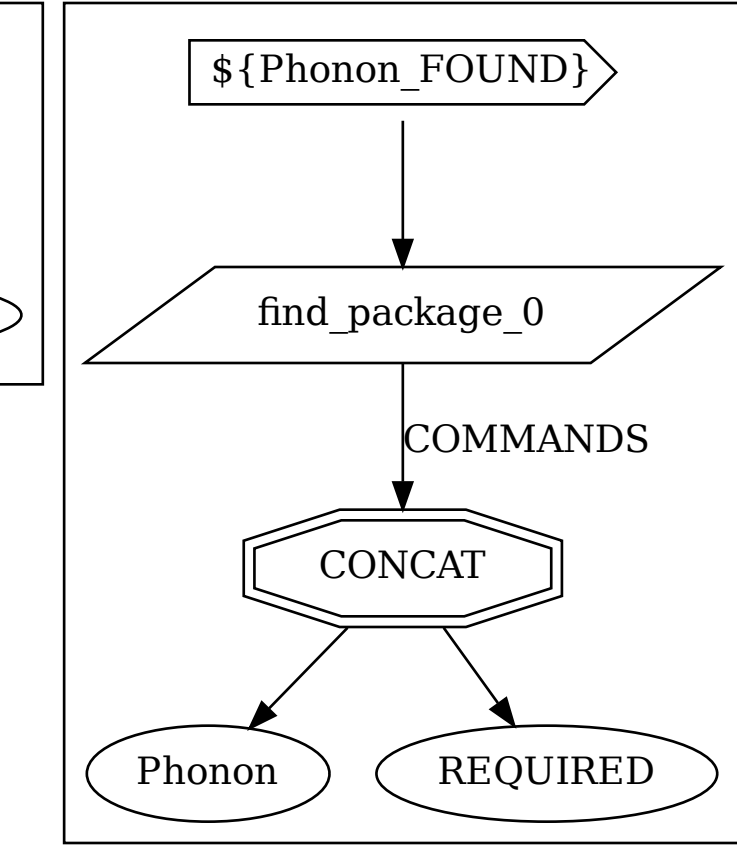 ${Phonon_FOUND}
find_package_0
COMMANDS
CONCAT
Phonon
REQUIRED